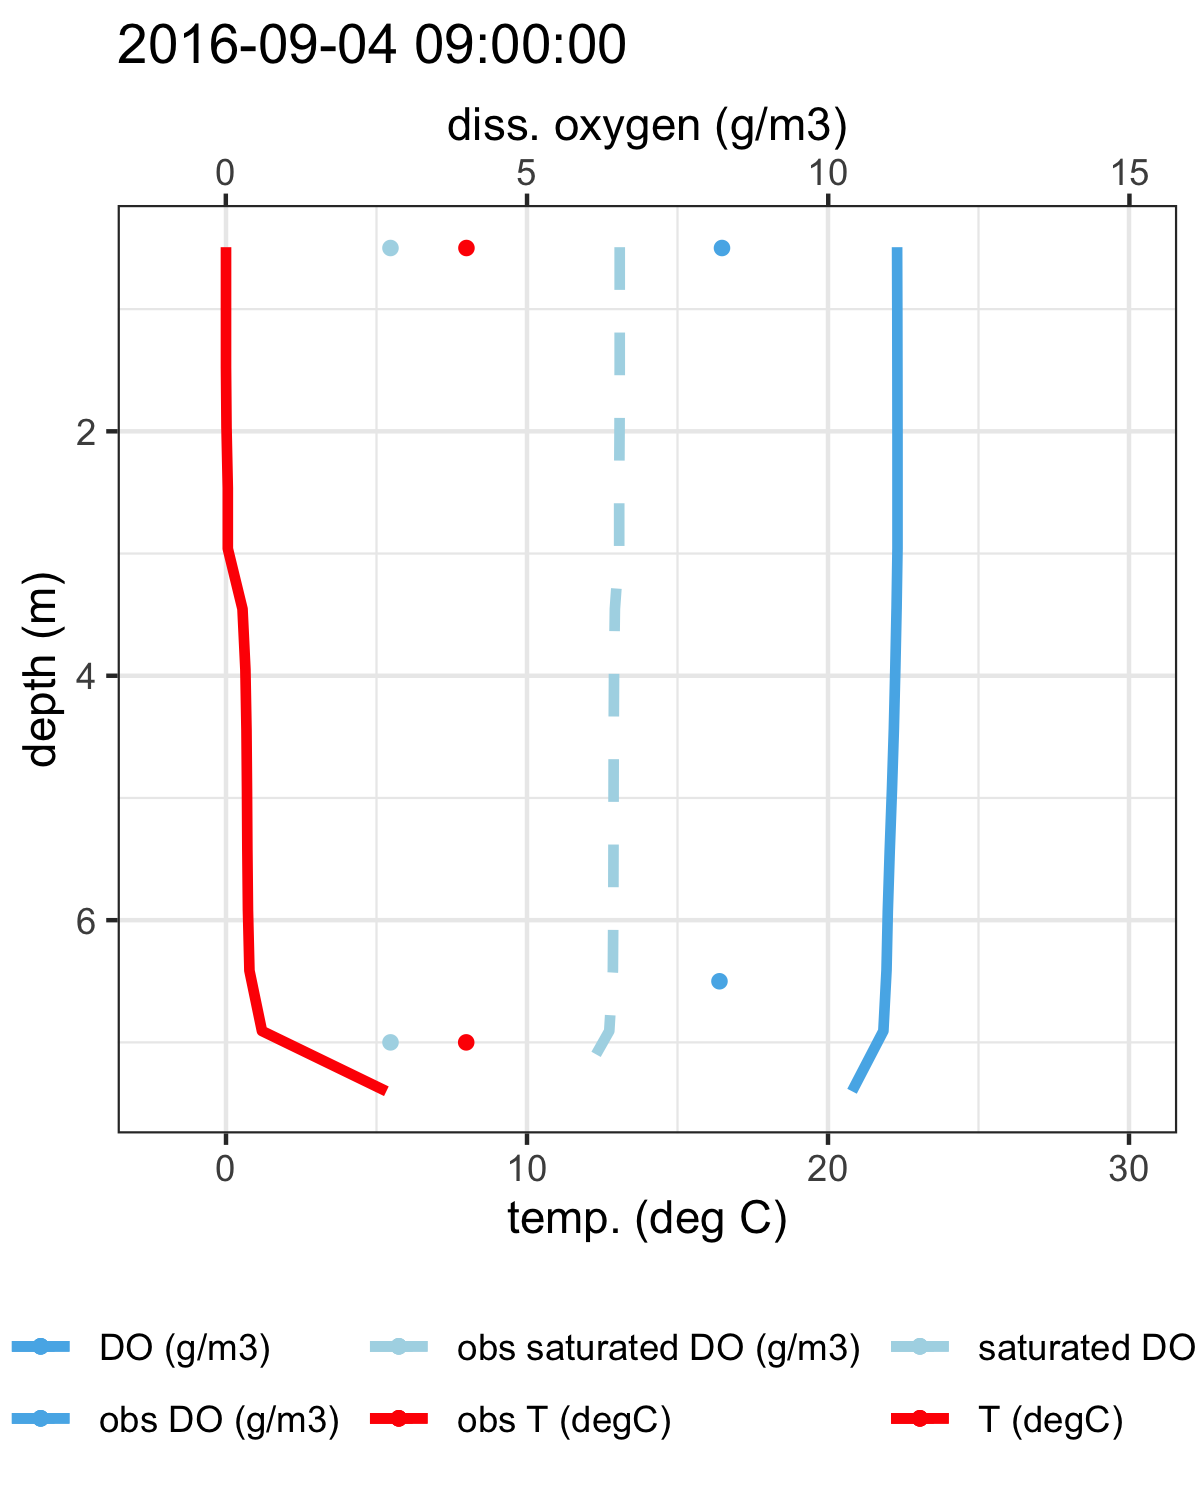 2016-09-04 09:00:00
diss. oxygen (g/m3)
0 5 10 15
depth (m)
2
4
6
0 10 20 30
temp. (deg C)
DO (g/m3) obs saturated DO (g/m3) saturated DO
obs DO (g/m3) obs T (degC) T (degC)